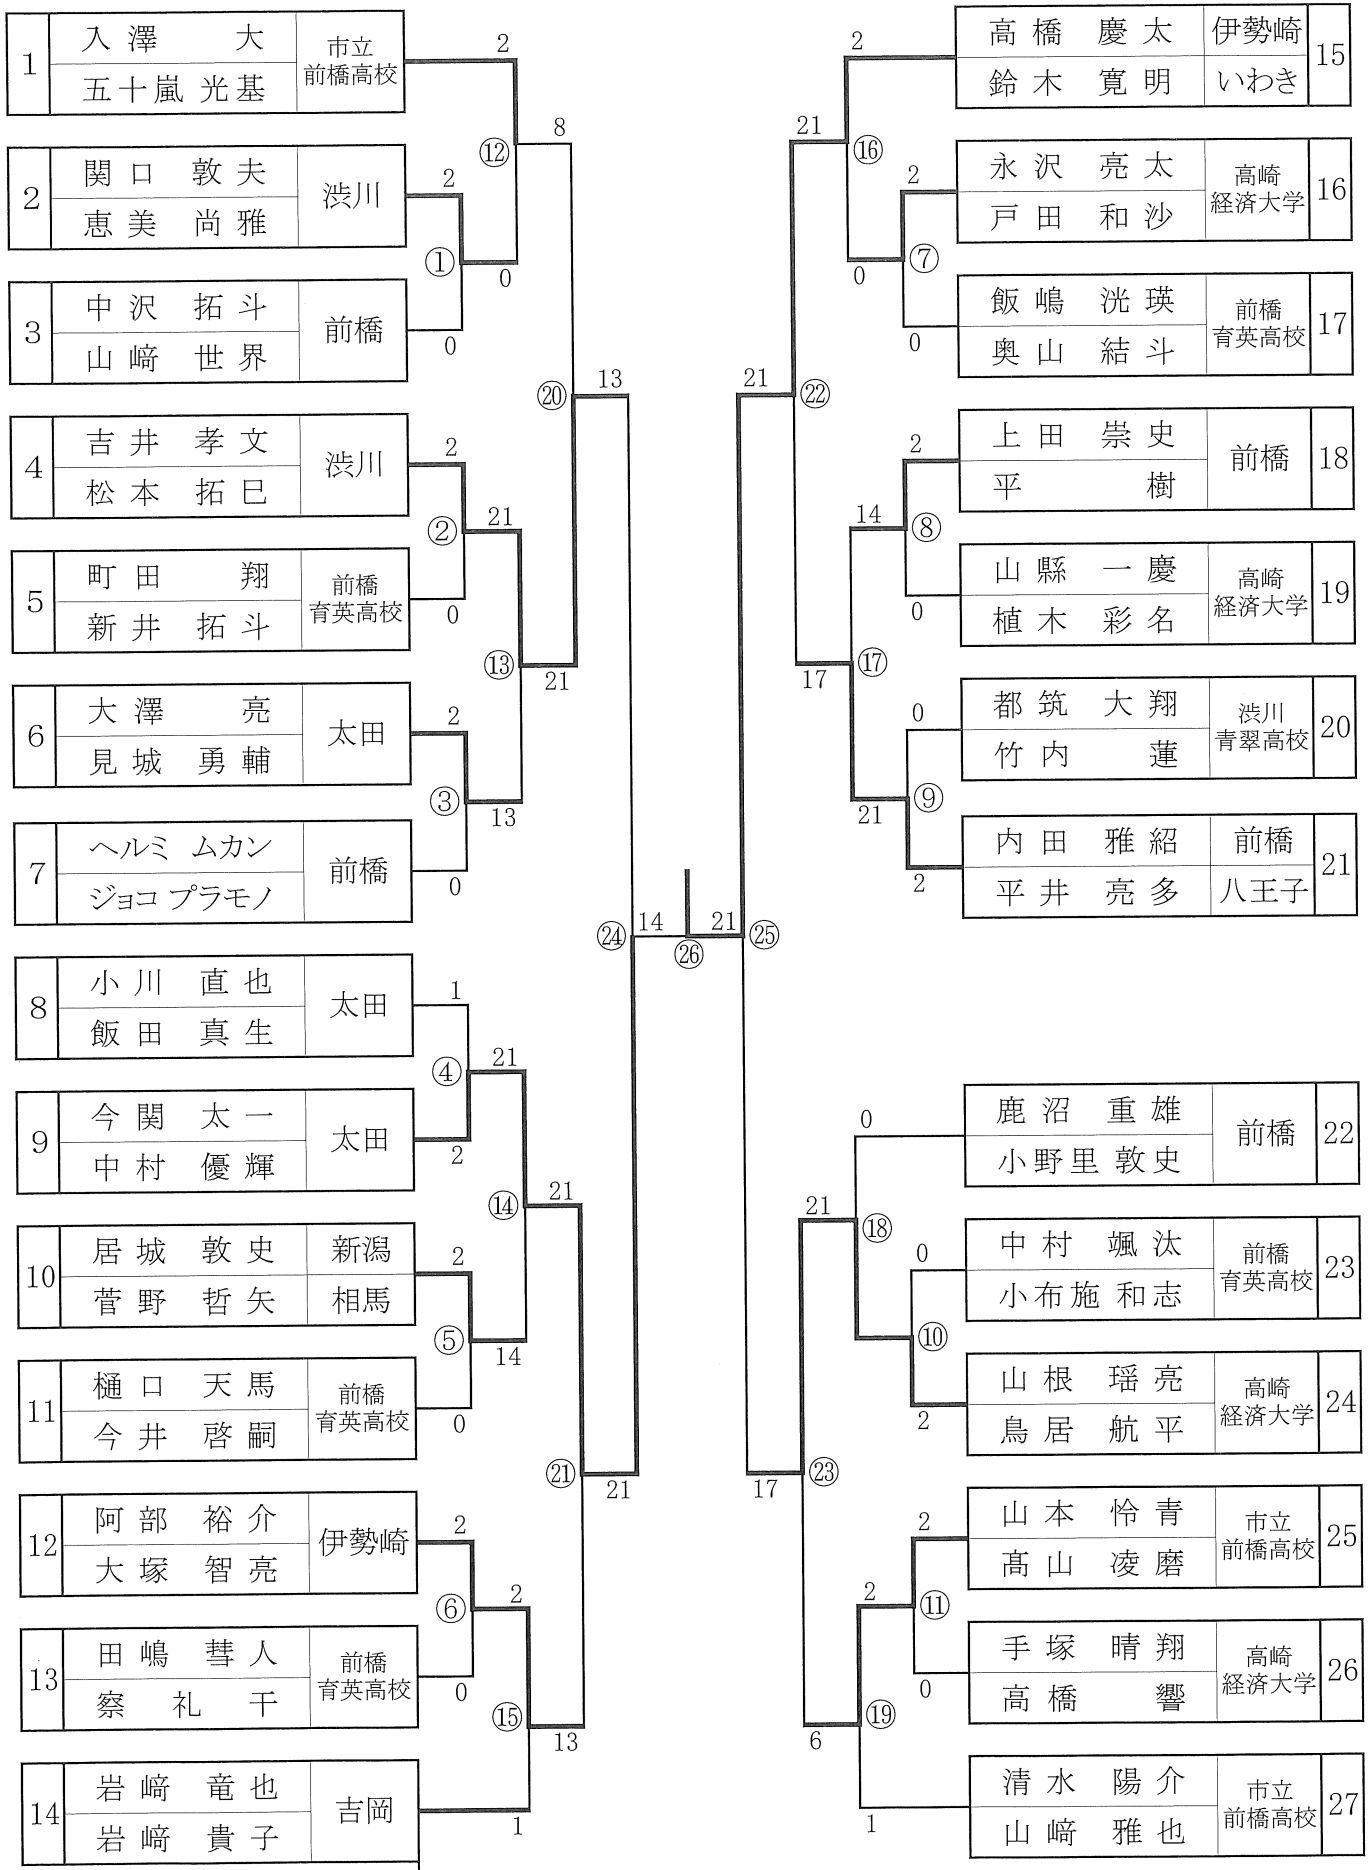 1
入澤 大
五十嵐 光基
市立
前橋高校
2
関口 敦夫
恵美 尚雅
渋川
3
中沢 拓斗
山﨑 世界
前橋
4
吉井 孝文
松本 拓巳
渋川
5
町田 翔
新井 拓斗
前橋
育英高校
6
大澤 亮
見城 勇輔
太田
7
ヘルミ ムカン
ジョコ プラモノ
前橋
8
小川 直也
飯田 真生
太田
9
今関 太一
中村 優輝
太田
10
居城 敦史
新潟
菅野 哲矢
相馬
11
樋口 天馬
今井 啓嗣
前橋
育英高校
12
阿部 裕介
大塚 智亮
伊勢崎
13
田嶋 彗人
察 礼 干
前橋
育英高校
14
岩﨑 竜也
岩﨑 貴子
吉岡
2
8
⑫
2
①
0
0
⑳
13
2
②
21
0
⑬
21
2
③
13
0
㉔
14
㉖
21
㉕
1
④
21
2
⑭
21
2
⑤
14
0
㉑
21
2
⑥
2
0
⑮
13
1
2
21
⑯
2
⑦
0
0
21
㉒
2
14
⑧
0
17
⑰
0
⑨
21
2
0
21
⑱
0
⑩
2
17
㉓
2
2
⑪
0
6
⑲
1
高橋 慶太
伊勢崎
鈴木 寛明
いわき
15
永沢 亮太
戸田 和沙
高崎
経済大学
16
飯嶋 洸瑛
奥山 結斗
前橋
育英高校
17
上田 崇史
平 樹
前橋
18
山縣 一慶
植木 彩名
高崎
経済大学
19
都筑 大翔
竹内 蓮
渋川
青翠高校
20
内田 雅紹
前橋
平井 亮多
八王子
21
鹿沼 重雄
小野里 敦史
前橋
22
中村 颯汰
小布施 和志
前橋
育英高校
23
山根 瑶亮
鳥居 航平
高崎
経済大学
24
山本 怜青
髙山 凌磨
市立
前橋高校
25
手塚 晴翔
高橋 響
高崎
経済大学
26
清水 陽介
山﨑 雅也
市立
前橋高校
27